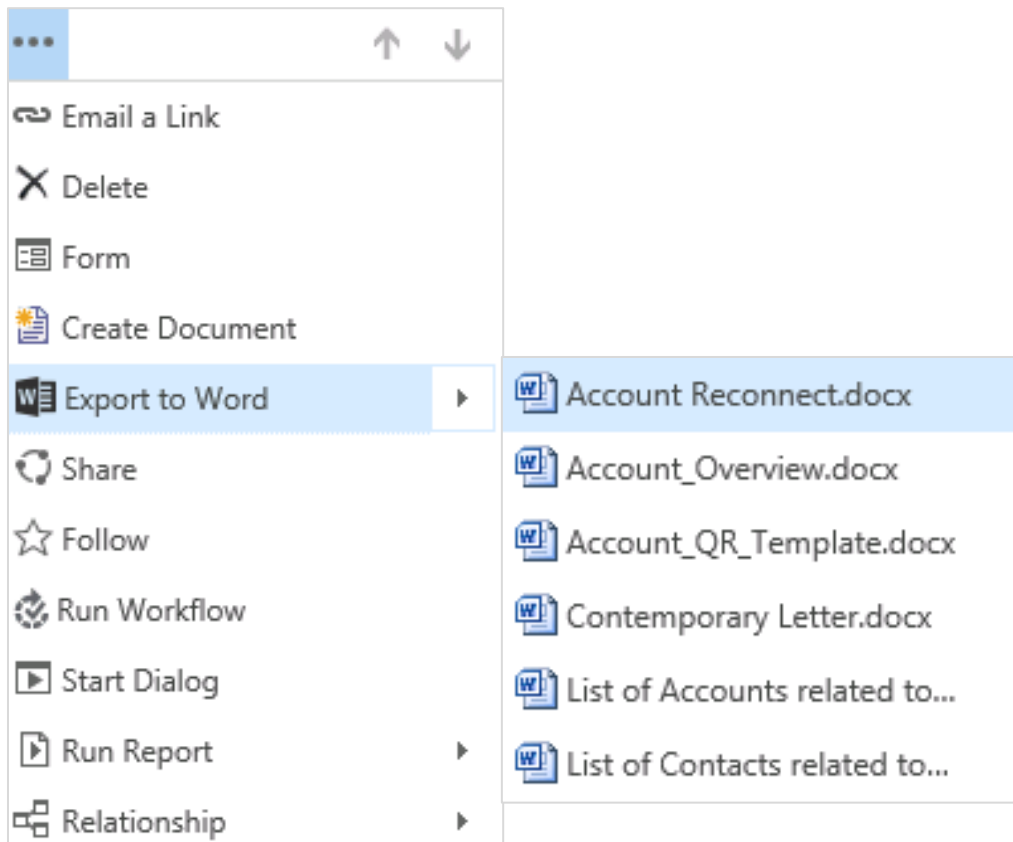 Email a Link
Delete
Form
Create Document
Export to Word
Share
Follow
Run Workflow
Start Dialog
Run Report
Relationship
Account Reconnect.docx
Account_Overview.docx
Account_QR_Template.docx
Contemporary Letter.docx
List of Accounts related to...
List of Contacts related to...